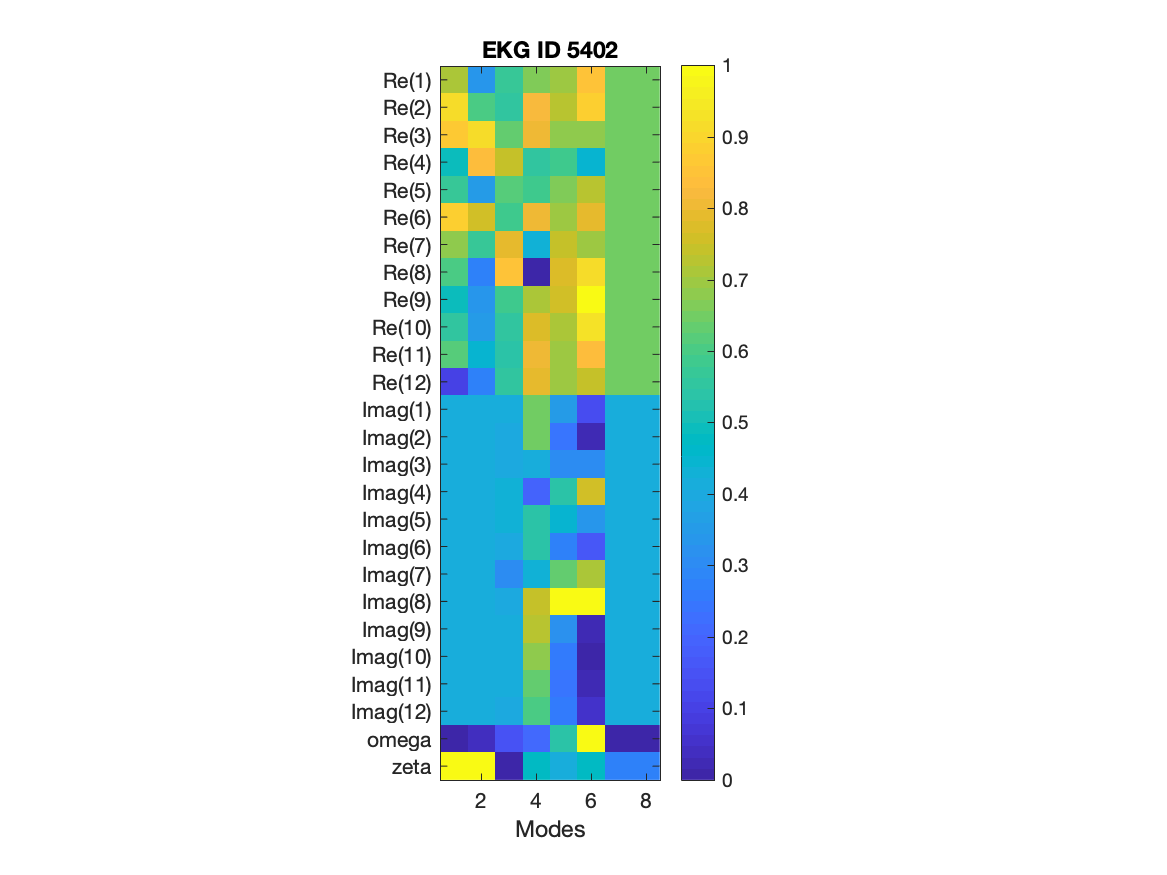 EKG ID 5402
Re(1)
Re(2)
Re(3)
Re(4)
Re(5)
Re(6)
Re(7)
Re(8)
Re(9)
Re(10)
Re(11)
Re(12)
Imag(1)
Imag(2)
Imag(3)
Imag(4)
Imag(5)
Imag(6)
Imag(7)
Imag(8)
Imag(9)
Imag(10)
Imag(11)
Imag(12)
omega
zeta
2 4 6 8
Modes
1
0.9
0.8
0.7
0.6
0.5
0.4
0.3
0.2
0.1
0